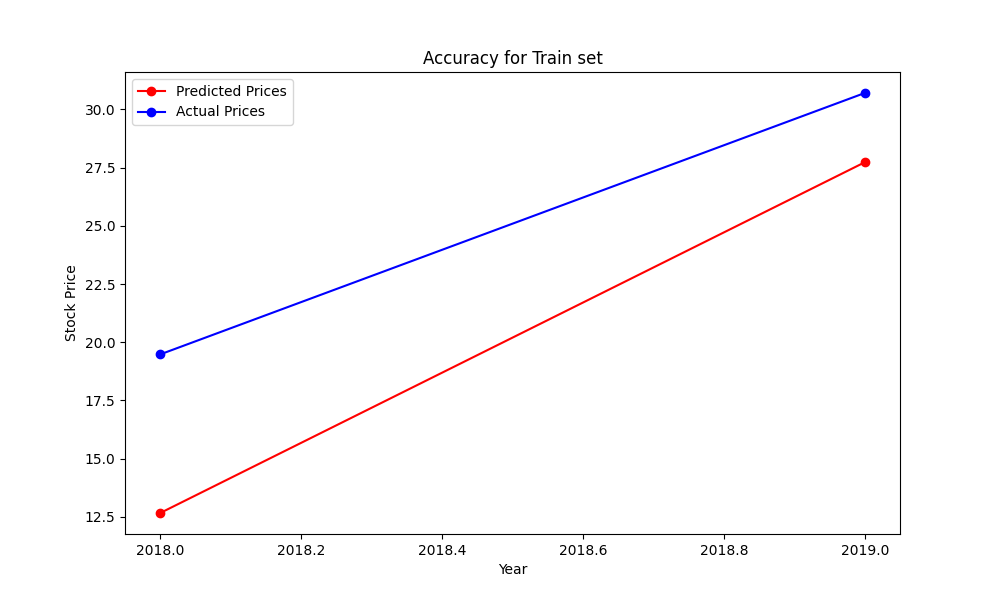 Accuracy for Train set
Predicted Prices
Actual Prices
30.0
27.5
25.0
22.5
20.0
17.5
15.0
12.5
Stock Price
2018.0 2018.2 2018.4 2018.6 2018.8 2019.0
Year